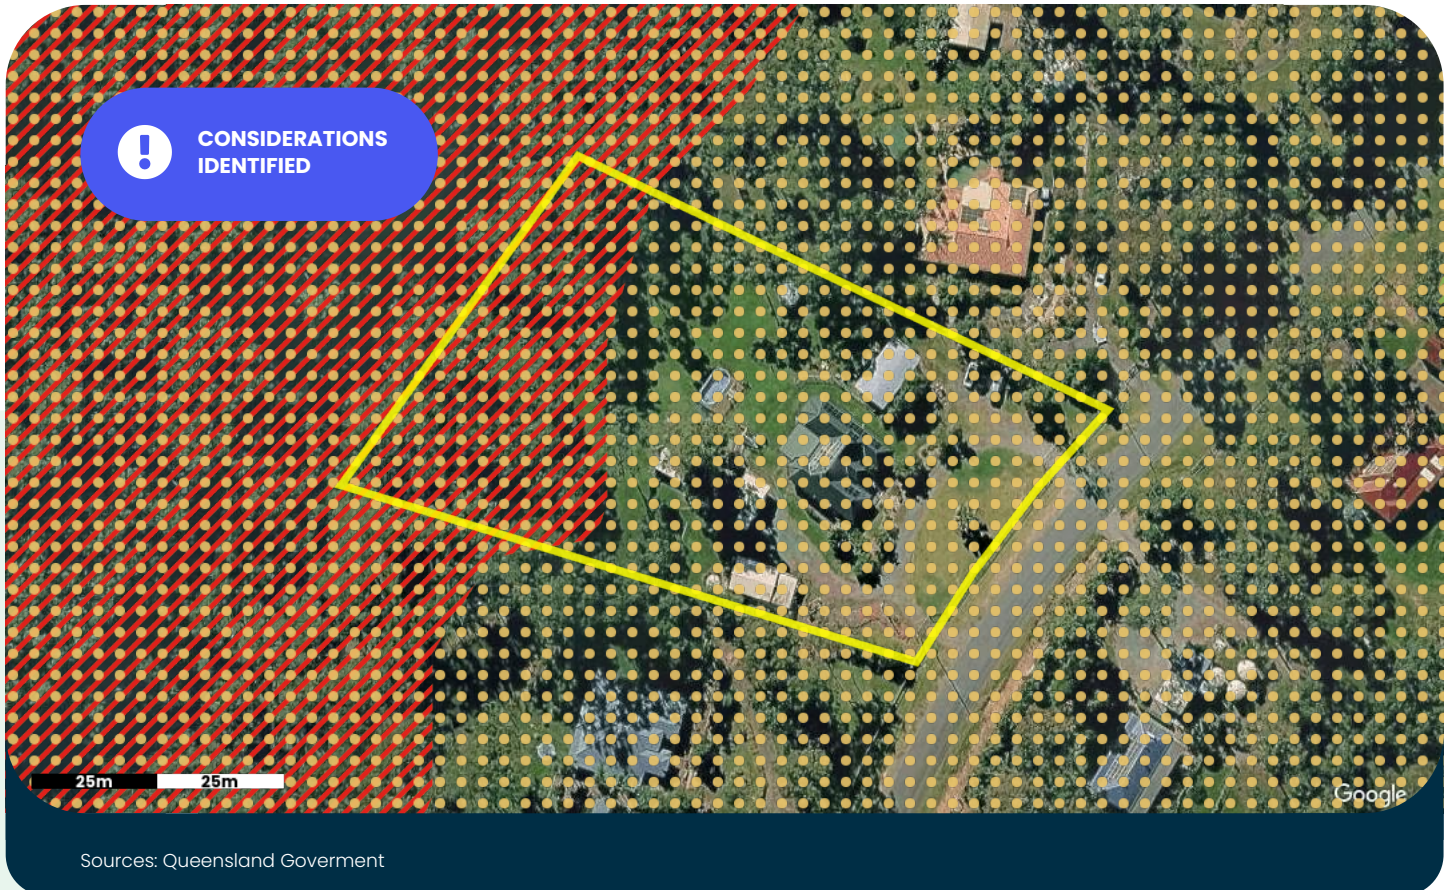 CONSIDERATIONS
IDENTIFIED
25m 25m
Google
Sources: Queensland Goverment